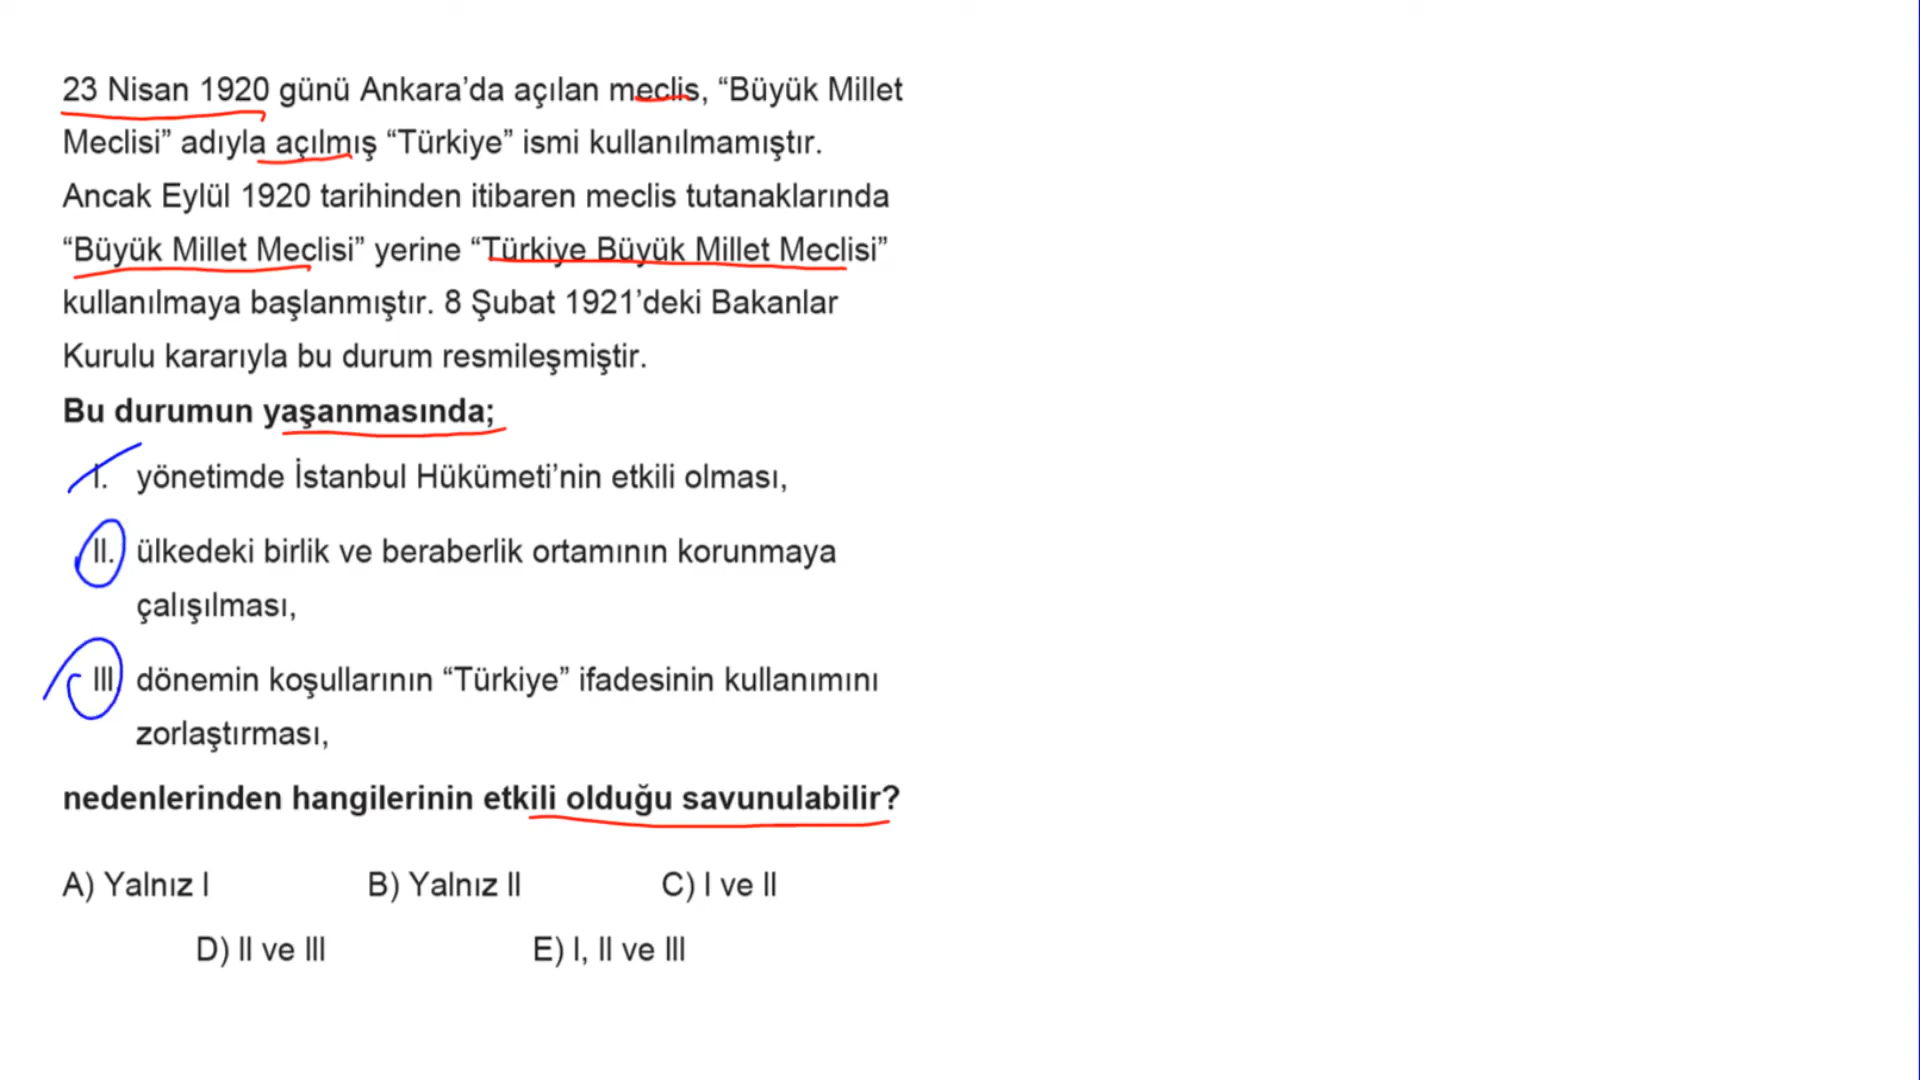 23 Nisan 1920 günü Ankara’da açılan meclis, “Büyük Millet
Meclisi” adıyla açılmış “Türkiye” ismi kullanılmamıştır.
Ancak Eylül 1920 tarihinden itibaren meclis tutanaklarında
“Büyük Millet Meclisi” yerine “Türkiye Büyük Millet Meclisi”
kullanılmaya başlanmıştır. 8 Şubat 1921’deki Bakanlar
Kurulu kararıyla bu durum resmileşmiştir.
Bu durumun yaşanmasında;
I. yönetimde İstanbul Hükümeti’nin etkili olması,
II. ülkedeki birlik ve beraberlik ortamının korunmaya
çalışılması,
III. dönemin koşullarının “Türkiye” ifadesinin kullanımını
zorlaştırması,
nedenlerinden hangilerinin etkili olduğu savunulabilir?
A) Yalnız I B) Yalnız II C) I ve II
D) II ve III E) I, II ve III